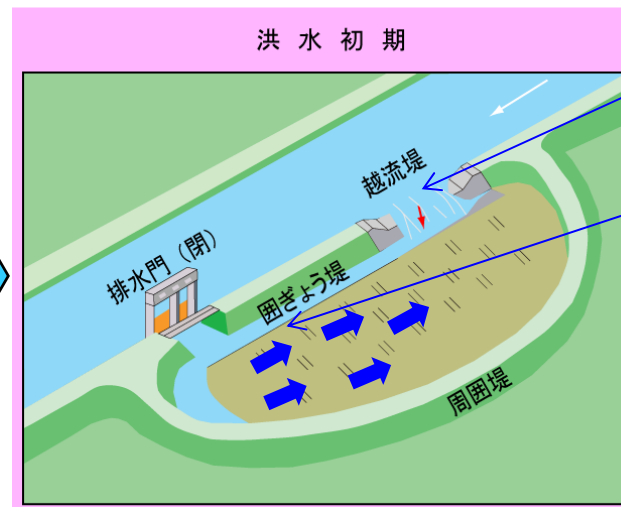 洪水初期
越流堤
排水門（閉）
囲ぎょう堤
周囲堤